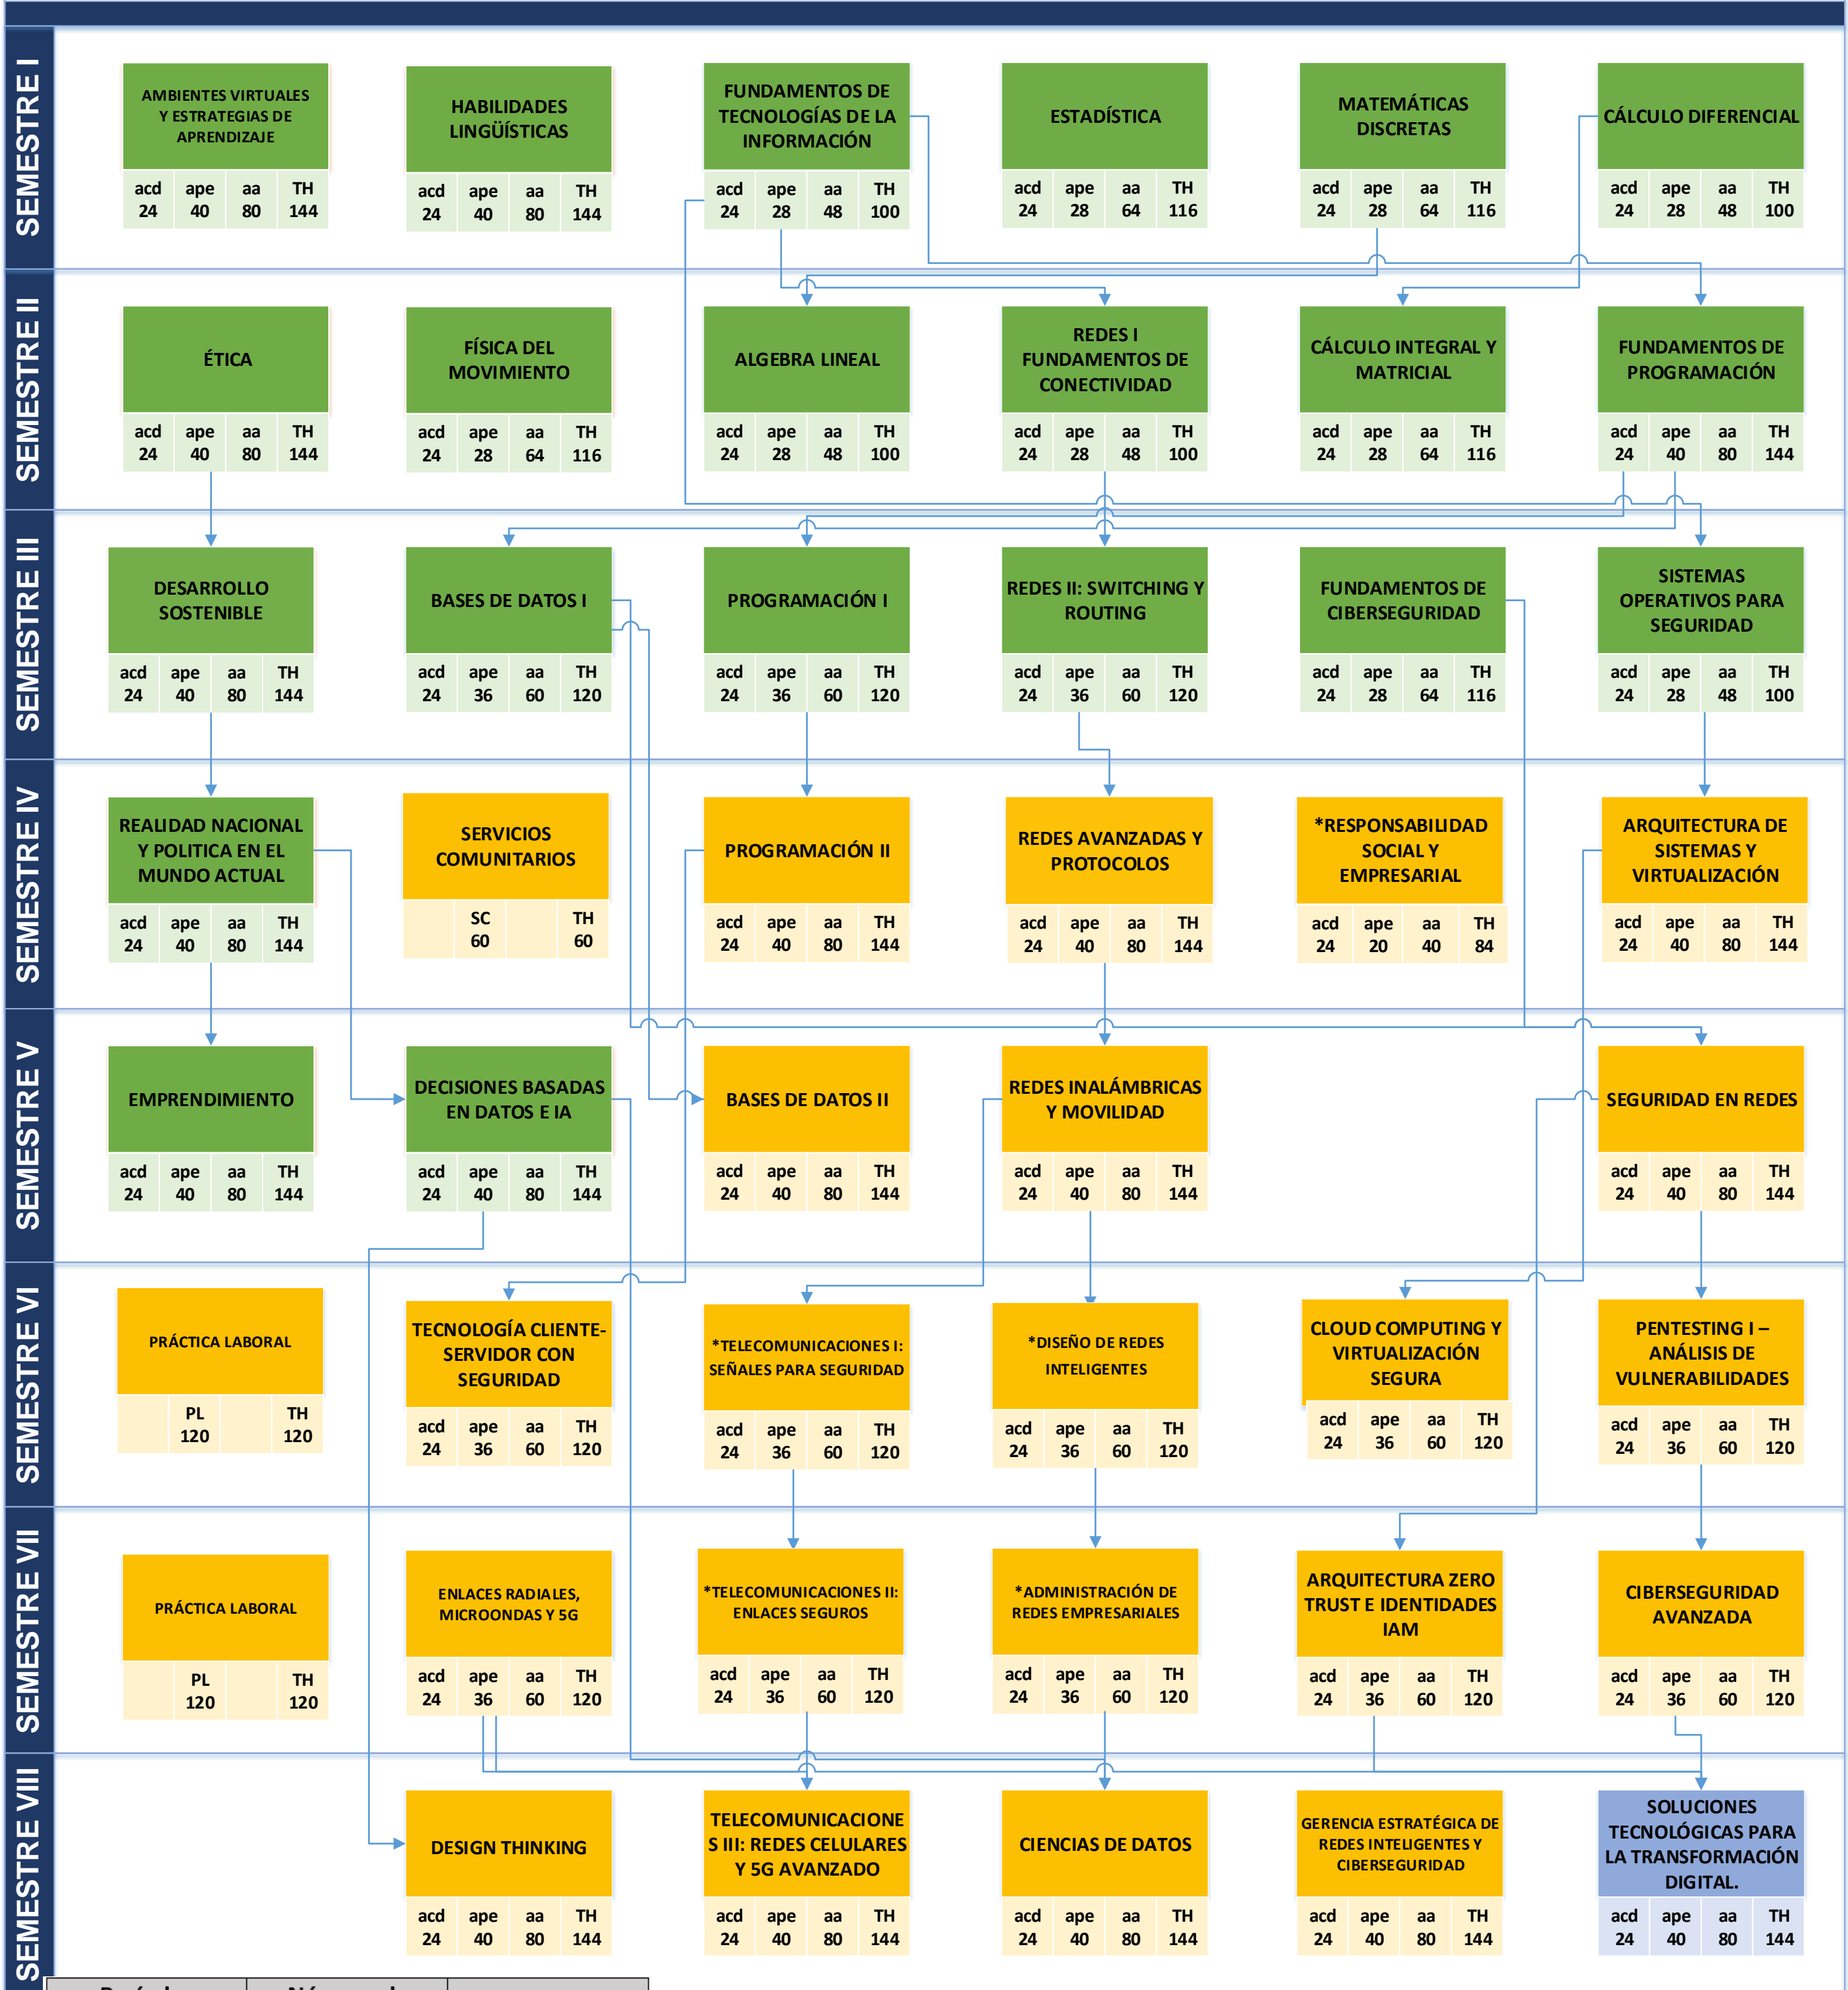 SEMESTRE I
AMBIENTES VIRTUALES
Y ESTRATEGIAS DE
APRENDIZAJE
acd ape aa TH
24 40 80 144
HABILIDADES
LINGÜÍSTICAS
acd ape aa TH
24 40 80 144
FUNDAMENTOS DE
TECNOLOGÍAS DE LA
INFORMACIÓN
acd ape aa TH
24 28 48 100
ESTADÍSTICA
acd ape aa TH
24 28 64 116
MATEMÁTICAS
DISCRETAS
acd ape aa TH
24 28 64 116
CÁLCULO DIFERENCIAL
acd ape aa TH
24 28 48 100
SEMESTRE II
ÉTICA
acd ape aa TH
24 40 80 144
FÍSICA DEL
MOVIMIENTO
acd ape aa TH
24 28 64 116
ALGEBRA LINEAL
acd ape aa TH
24 28 48 100
REDES I
FUNDAMENTOS DE
CONECTIVIDAD
acd ape aa TH
24 28 48 100
CÁLCULO INTEGRAL Y
MATRICIAL
acd ape aa TH
24 28 64 116
FUNDAMENTOS DE
PROGRAMACIÓN
acd ape aa TH
24 40 80 144
SEMESTRE III
DESARROLLO
SOSTENIBLE
acd ape aa TH
24 40 80 144
BASES DE DATOS I
acd ape aa TH
24 36 60 120
PROGRAMACIÓN I
acd ape aa TH
24 36 60 120
REDES II: SWITCHING Y
ROUTING
acd ape aa TH
24 36 60 120
FUNDAMENTOS DE
CIBERSEGURIDAD
acd ape aa TH
24 28 64 116
SISTEMAS
OPERATIVOS PARA
SEGURIDAD
acd ape aa TH
24 28 48 100
SEMESTRE IV
REALIDAD NACIONAL
Y POLITICA EN EL
MUNDO ACTUAL
acd ape aa TH
24 40 80 144
SERVICIOS
COMUNITARIOS
SC TH
60 60
PROGRAMACIÓN II
acd ape aa TH
24 40 80 144
REDES AVANZADAS Y
PROTOCOLOS
acd ape aa TH
24 40 80 144
*RESPONSABILIDAD
SOCIAL Y
EMPRESARIAL
acd ape aa TH
24 20 40 84
ARQUITECTURA DE
SISTEMAS Y
VIRTUALIZACIÓN
acd ape aa TH
24 40 80 144
SEMESTRE V
EMPRENDIMIENTO
acd ape aa TH
24 40 80 144
DECISIONES BASADAS
EN DATOS E IA
acd ape aa TH
24 40 80 144
BASES DE DATOS II
acd ape aa TH
24 40 80 144
REDES INALÁMBRICAS
Y MOVILIDAD
acd ape aa TH
24 40 80 144
SEGURIDAD EN REDES
acd ape aa TH
24 40 80 144
SEMESTRE VI
PRÁCTICA LABORAL
PL TH
120 120
TECNOLOGÍA CLIENTE-
SERVIDOR CON
SEGURIDAD
acd ape aa TH
24 36 60 120
*TELECOMUNICACIONES I:
SEÑALES PARA SEGURIDAD
acd ape aa TH
24 36 60 120
*DISEÑO DE REDES
INTELIGENTES
acd ape aa TH
24 36 60 120
CLOUD COMPUTING Y
VIRTUALIZACIÓN
SEGURA
acd ape aa TH
24 36 60 120
PENTESTING I –
ANÁLISIS DE
VULNERABILIDADES
acd ape aa TH
24 36 60 120
SEMESTRE VII
PRÁCTICA LABORAL
PL TH
120 120
ENLACES RADIALES,
MICROONDAS Y 5G
acd ape aa TH
24 36 60 120
*TELECOMUNICACIONES II:
ENLACES SEGUROS
acd ape aa TH
24 36 60 120
*ADMINISTRACIÓN DE
REDES EMPRESARIALES
acd ape aa TH
24 36 60 120
ARQUITECTURA ZERO
TRUST E IDENTIDADES
IAM
acd ape aa TH
24 36 60 120
CIBERSEGURIDAD
AVANZADA
acd ape aa TH
24 36 60 120
SEMESTRE VIII
DESIGN THINKING
acd ape aa TH
24 40 80 144
TELECOMUNICACIONE
S III: REDES CELULARES
Y 5G AVANZADO
acd ape aa TH
24 40 80 144
CIENCIAS DE DATOS
acd ape aa TH
24 40 80 144
GERENCIA ESTRATÉGICA DE
REDES INTELIGENTES Y
CIBERSEGURIDAD
acd ape aa TH
24 40 80 144
SOLUCIONES
TECNOLÓGICAS PARA
LA TRANSFORMACIÓN
DIGITAL.
acd ape aa TH
24 40 80 144